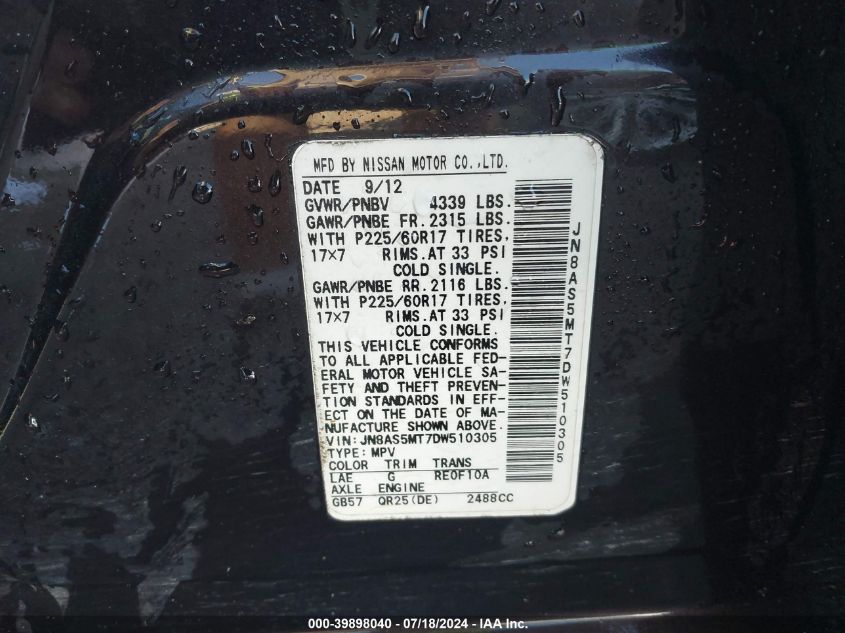 MFD BY NISSAN MOTOR CO.,LTD.
DATE 9/12
GVWR/PNBV 4339 LBS.
GAWR/PNBE FR. 2315 LBS.
WITH P225/60R17 TIRES,
17×7 RIMS.AT 33 PSI
COLD SINGLE.
GAWR/PNBE RR. 2116 LBS.
WITH P225/60R17 TIRES,
17×7 RIMS.AT 33 PSI
COLD SINGLE.
THIS VEHICLE CONFORMS
TO ALL APPLICABLE FED-
ERAL MOTOR VEHICLE SA-
FETY AND THEFT PREVEN-
TION STANDARDS IN EFF-
ECT ON THE DATE OF MA-
NUFACTURE SHOWN ABOVE.
VIN: JN8AS5MT7DW510305
TYPE: MPV
COLOR TRIM TRANS
LAE G RE0F10A
AXLE ENGINE
GB57 QR25(DE) 2488CC
JN8AS5MT7DW510305
000-39898040 - 07/18/2024 - IAA Inc.